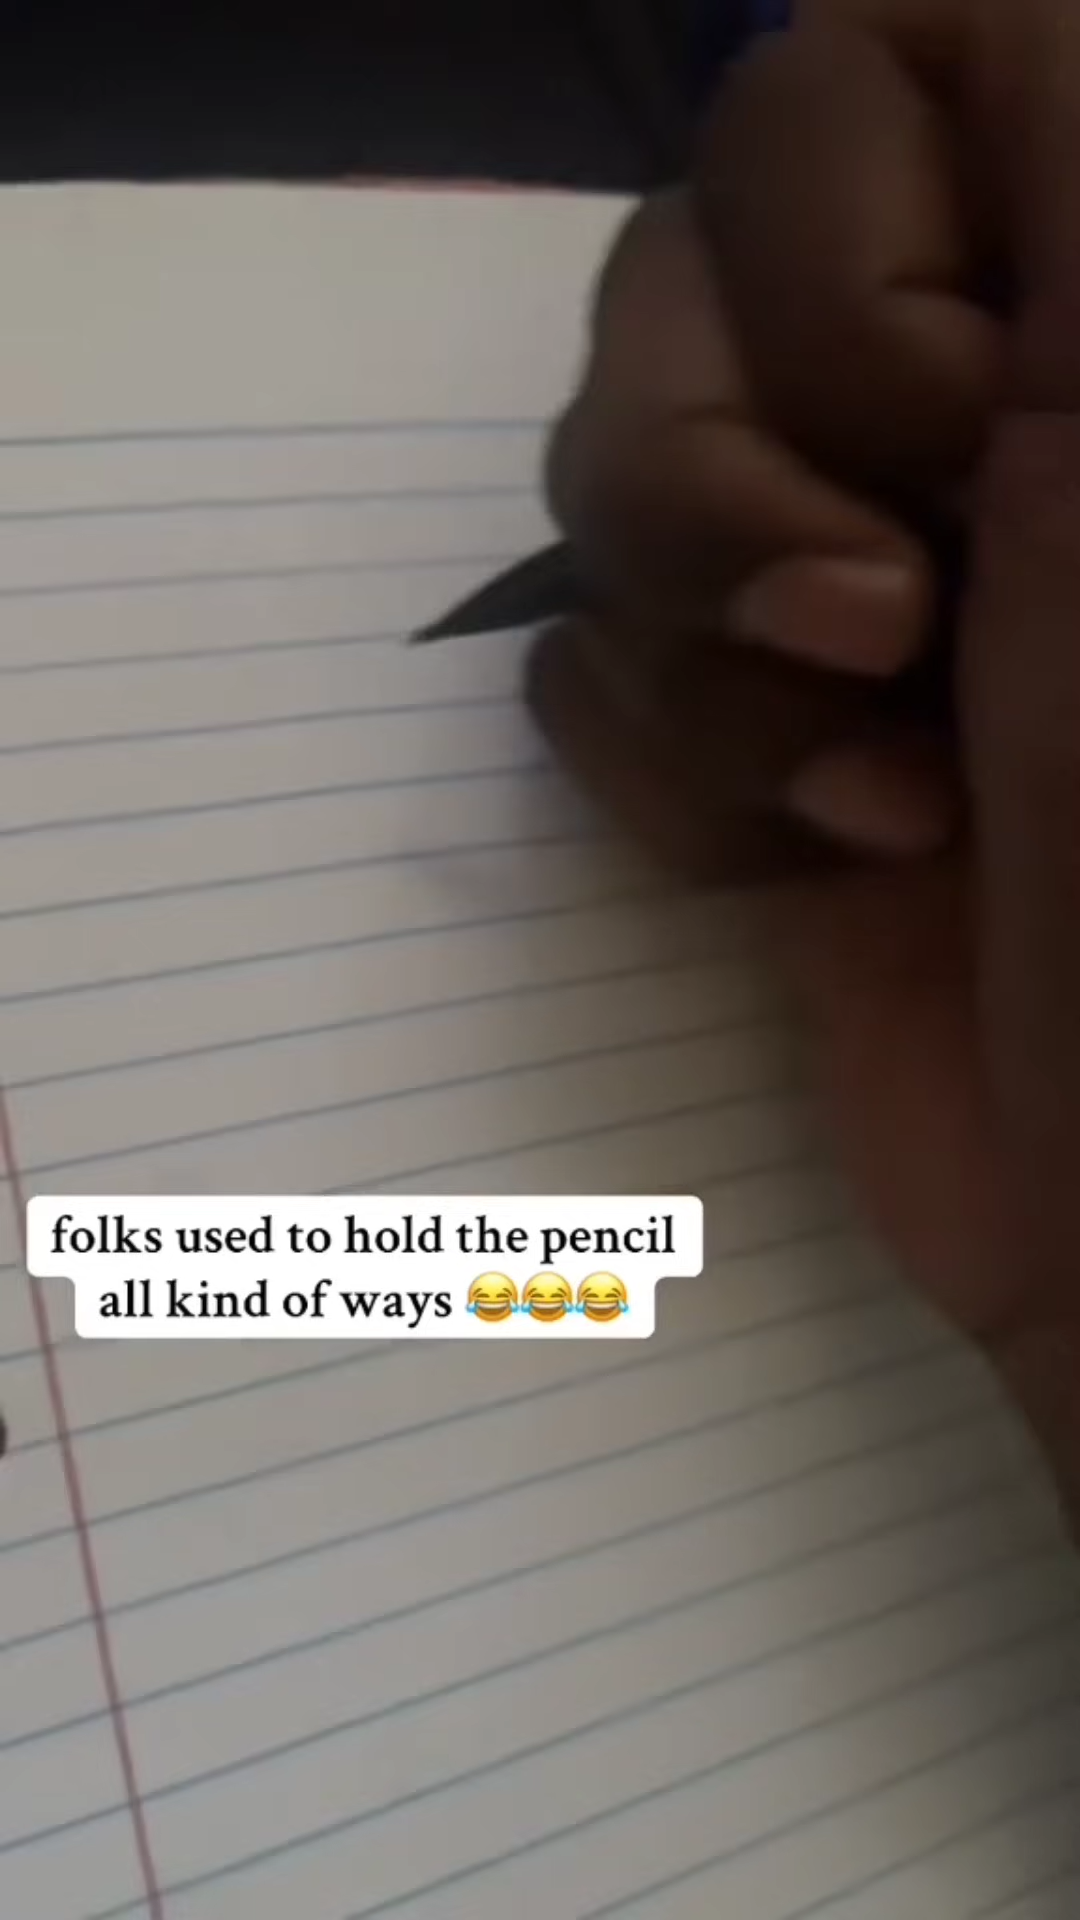 folks used to hold the pencil
all kind of ways 😂😂😂